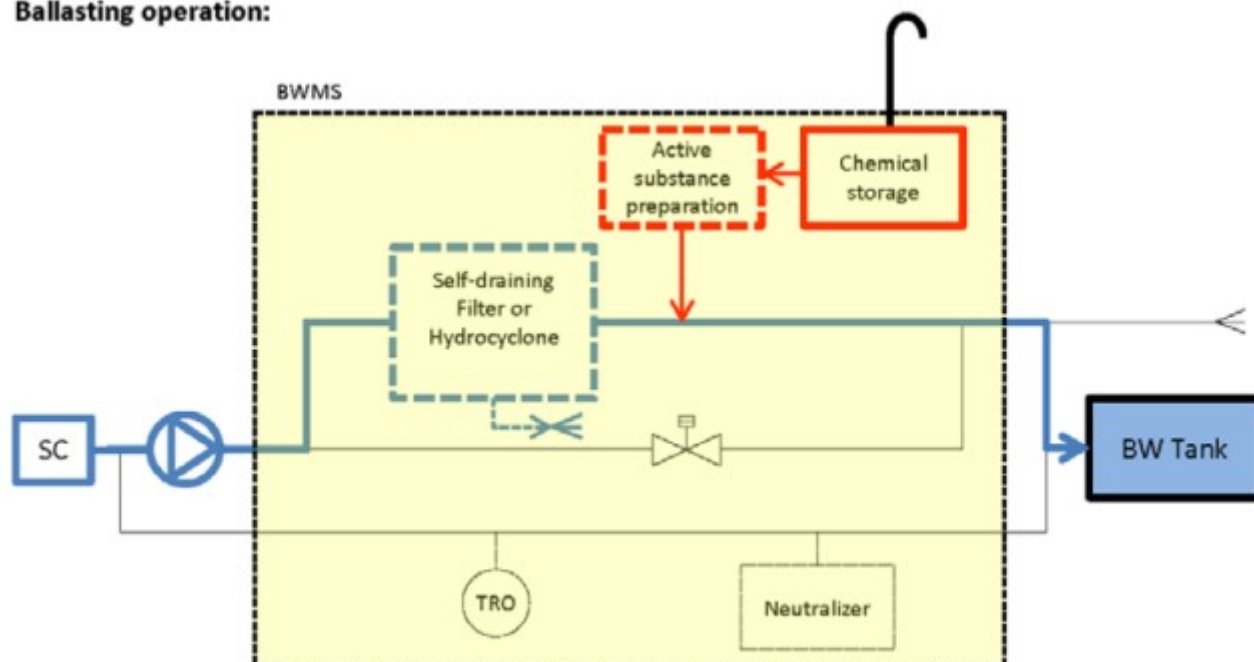 Ballasting operation:
BWMS
Active
substance
preparation
Chemical
storage
Self-draining
Filter or
Hydrocyclone
SC
BW Tank
TRO
Neutralizer